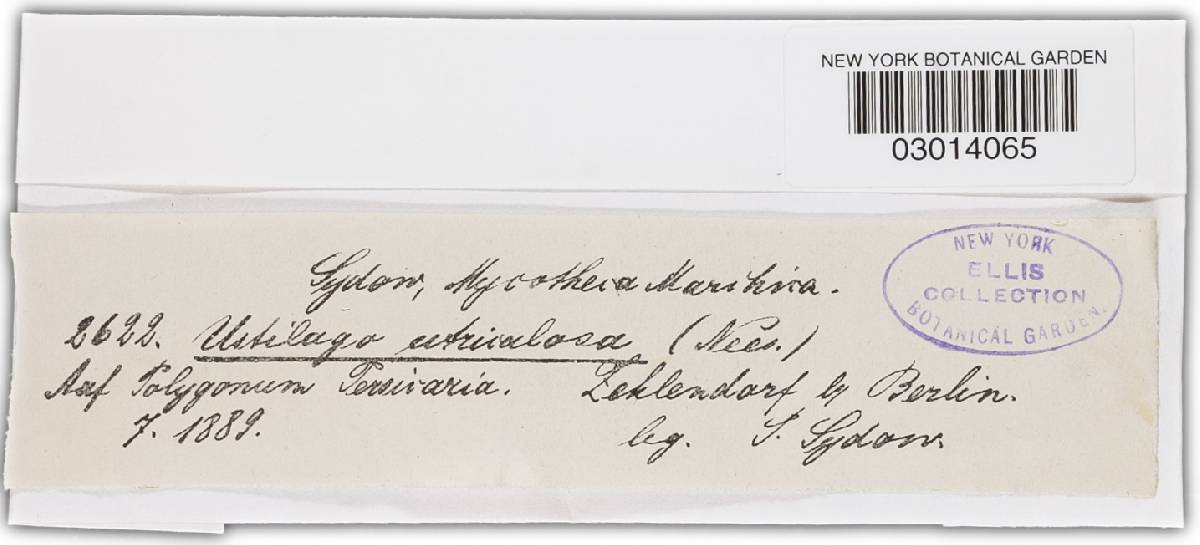 NEW YORK BOTANICAL GARDEN
03014065
NEW YORK
ELLIS
COLLECTION
BOTANICAL GARDEN.
Sydow, Mycotheca Marchica.
2622. Ustilago utriculosa (Nees.)
Auf Polygonum Persicaria. Zehlendorf b/ Berlin.
7. 1889. leg. P. Sydow.